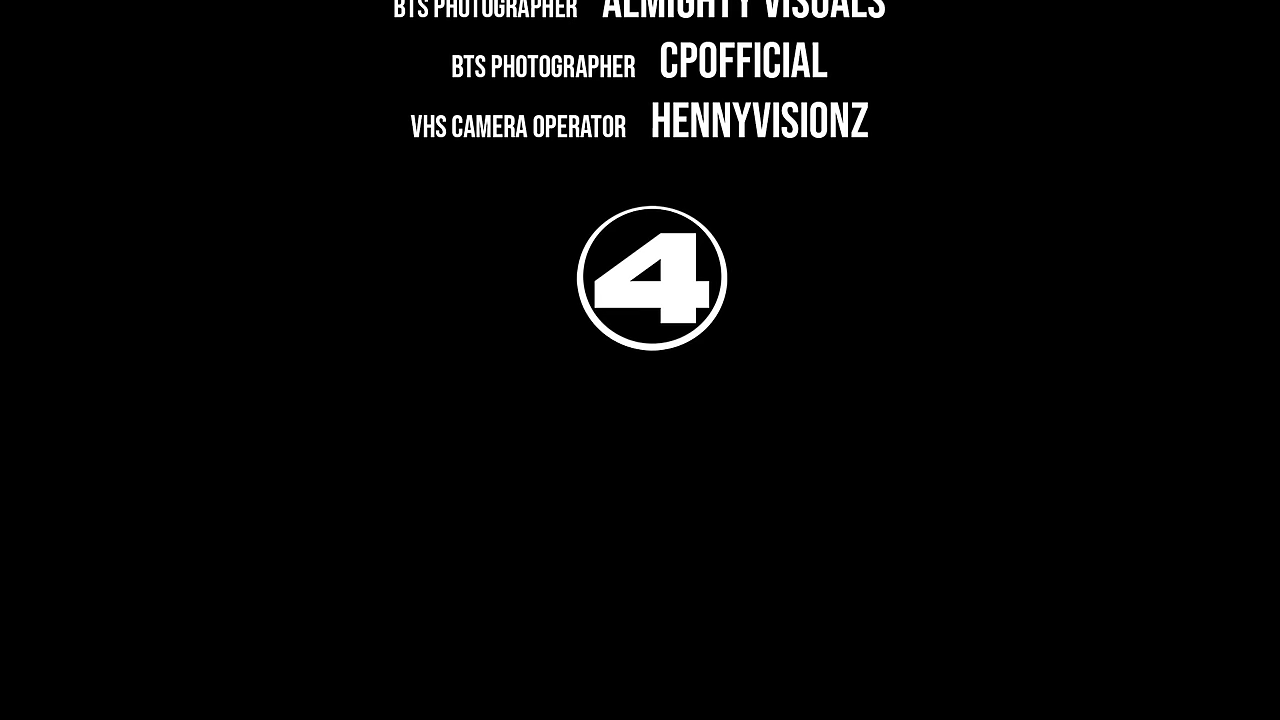 BTS PHOTOGRAPHER ALMIGHTY VISUALS
BTS PHOTOGRAPHER CPOFFICIAL
VHS CAMERA OPERATOR HENNYVISIONZ
4